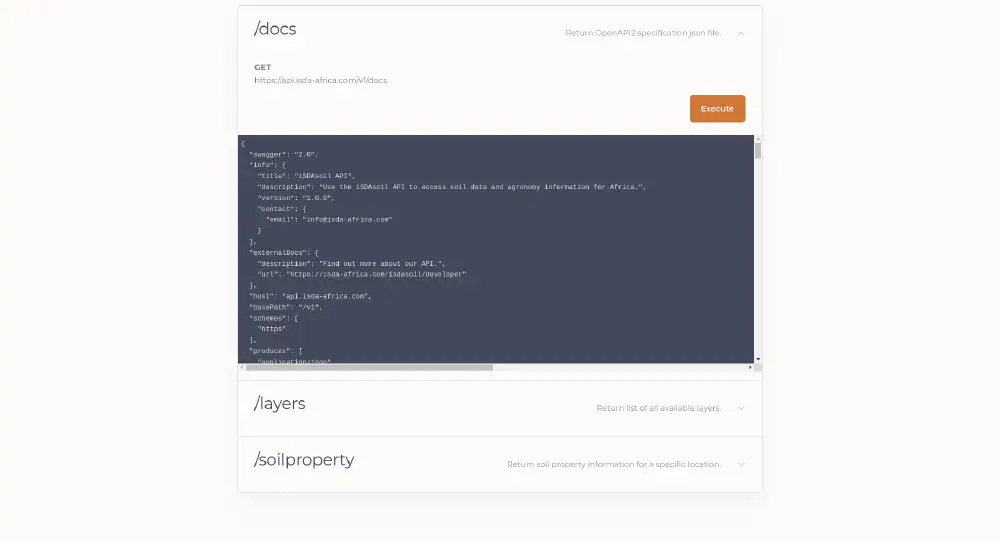 /docs
Return OpenAPI2 specification json file.
GET
https://api.isda-africa.com/v1/docs
Execute
{
"swagger": "2.0",
"info": {
"title": "iSDAsoil API",
"description": "Use the iSDAsoil API to access soil data and agronomy information for Africa.",
"version": "1.0.0",
"contact": {
"email": "info@isda-africa.com"
}
},
"externalDocs": {
"description": "Find out more about our API.",
"url": "https://isda-africa.com/isdasoil/developer"
},
"host": "api.isda-africa.com",
"basePath": "/v1",
"schemes": [
"https"
],
"produces": [
"application/json"
/layers
Return list of all available layers.
/soilproperty
Return soil property information for a specific location.